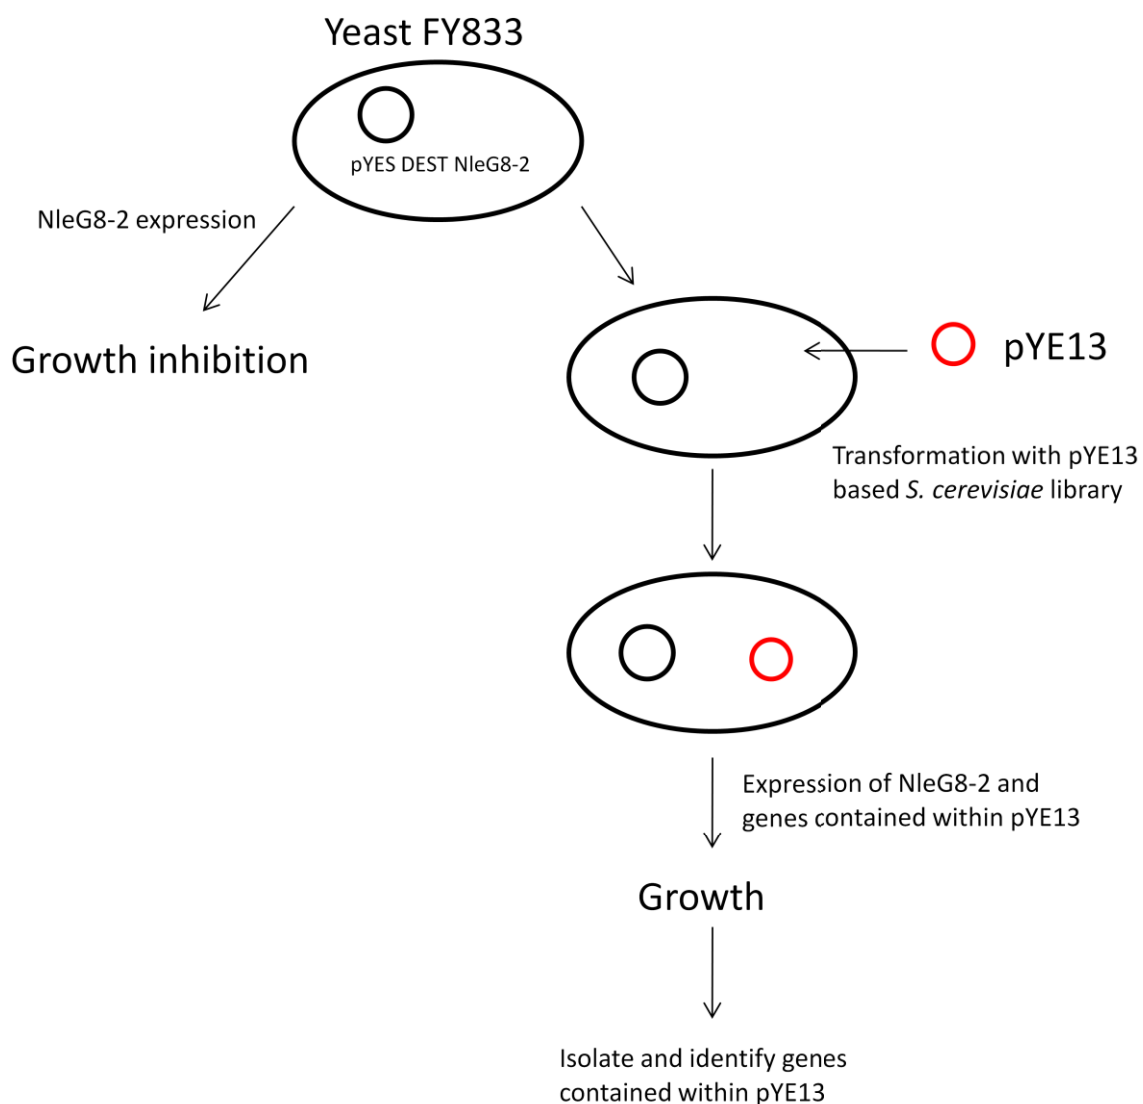 Yeast FY833
pYES DEST NleG8-2
NleG8-2 expression
Growth inhibition
pYE13
Transformation with pYE13
based S. cerevisiae library
Expression of NleG8-2 and
genes contained within pYE13
Growth
Isolate and identify genes
contained within pYE13